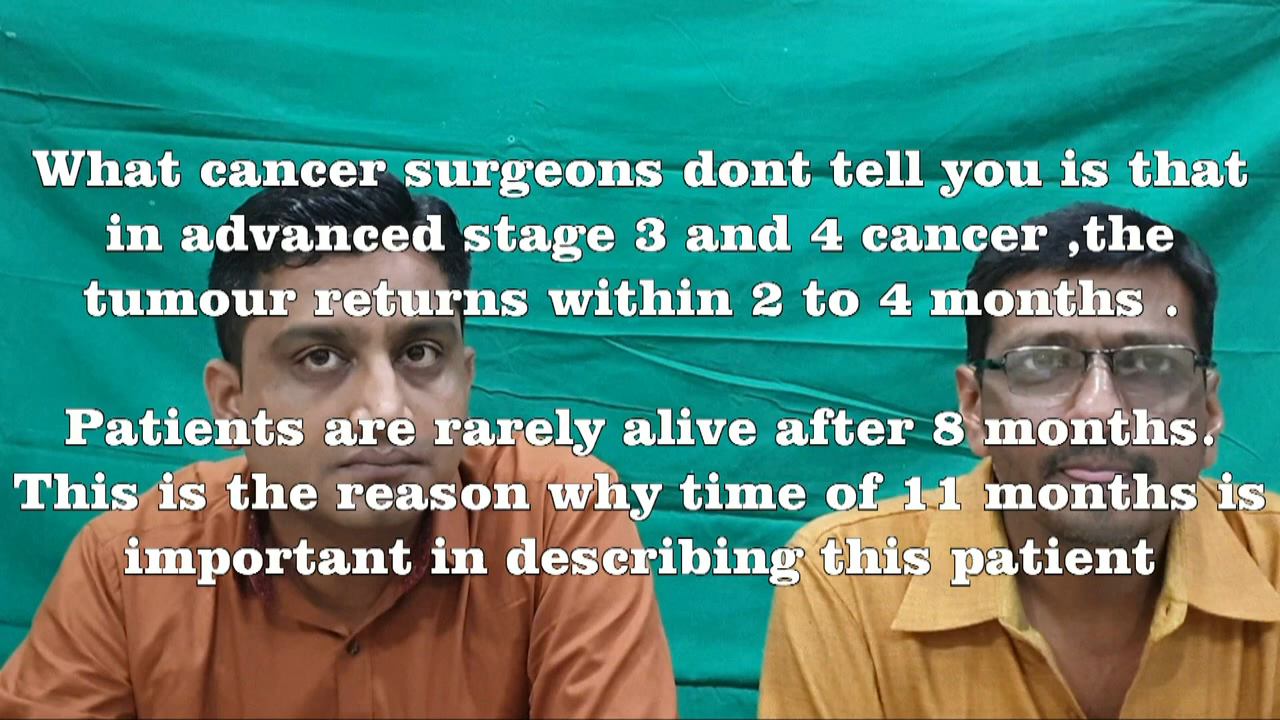 What cancer surgeons dont tell you is that
in advanced stage 3 and 4 cancer ,the
tumour returns within 2 to 4 months .
Patients are rarely alive after 8 months.
This is the reason why time of 11 months is
important in describing this patient